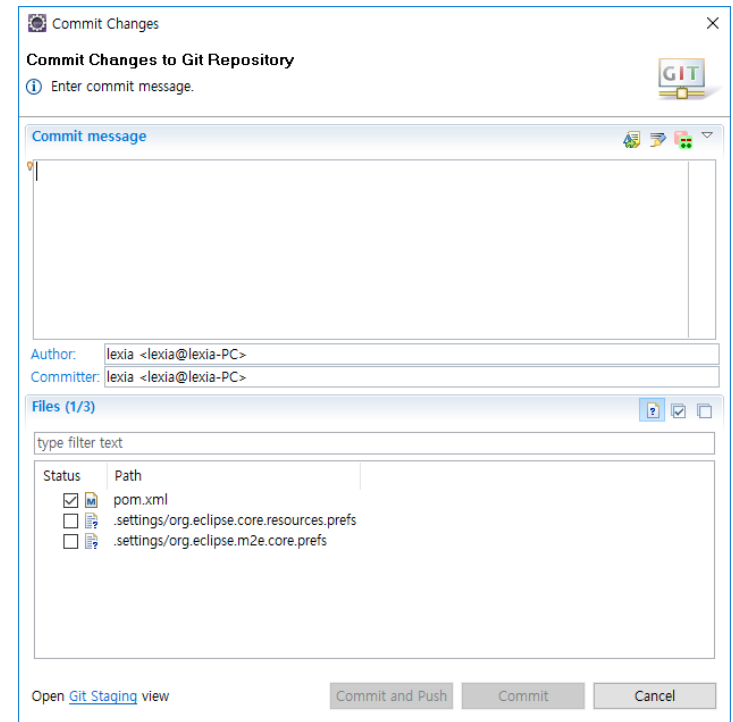 Commit Changes
Commit Changes to Git Repository
Enter commit message.
GIT
Commit message
Author: lexia <lexia@lexia-PC>
Committer: lexia <lexia@lexia-PC>
Files (1/3)
type filter text
Status Path
pom.xml
.settings/org.eclipse.core.resources.prefs
.settings/org.eclipse.m2e.core.prefs
Open Git Staging view Commit and Push Commit Cancel